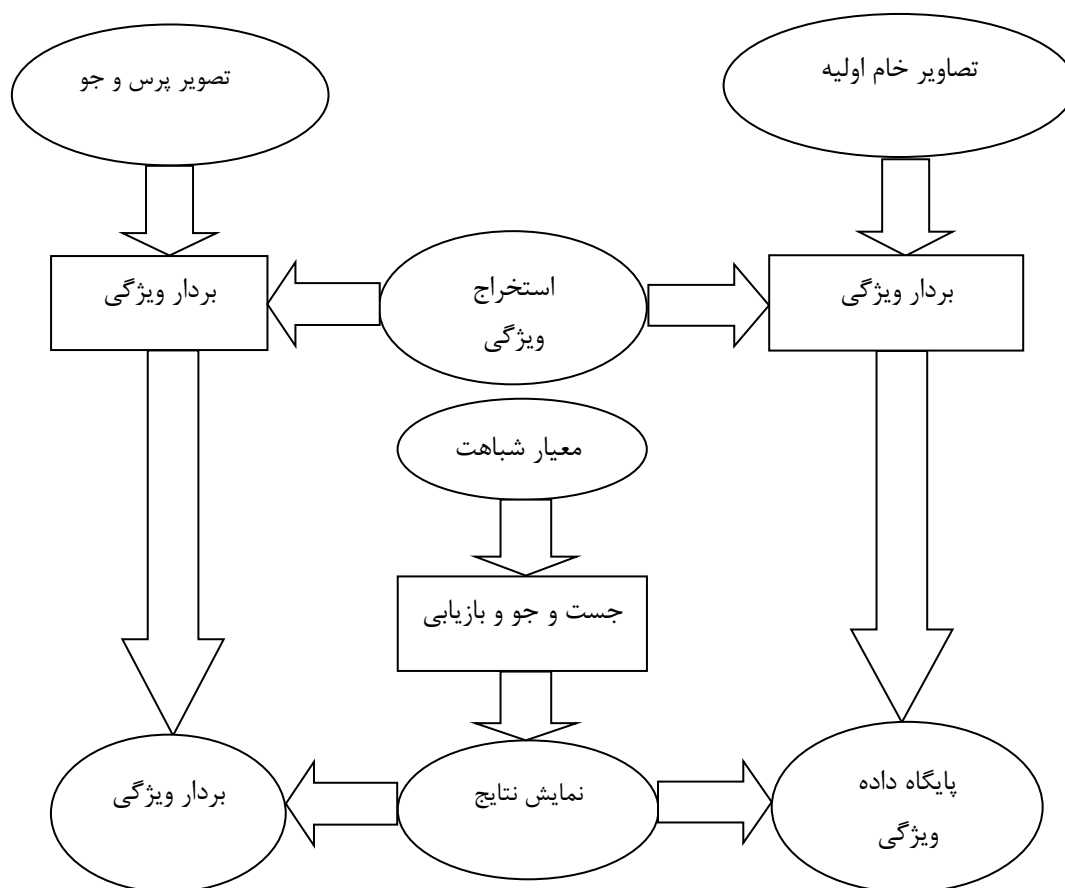 تصاویر خام اولیه
تصویر پرس و جو
بردار ویژگی
استخراج
ویژگی
بردار ویژگی
معیار شباهت
جست و جو و بازیابی
پایگاه داده
ویژگی
نمایش نتایج
بردار ویژگی